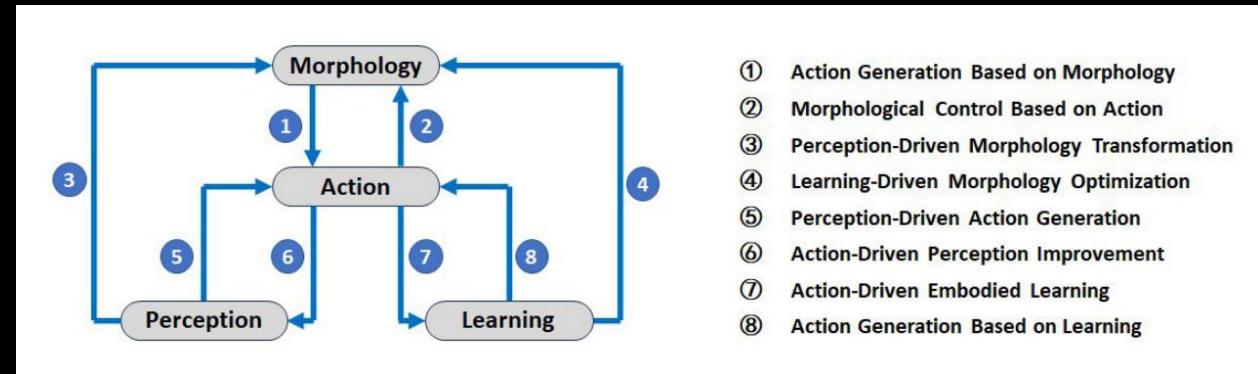 Morphology
1
2
Action
3
4
5
6
7
8
Perception
Learning
① Action Generation Based on Morphology
② Morphological Control Based on Action
③ Perception-Driven Morphology Transformation
④ Learning-Driven Morphology Optimization
⑤ Perception-Driven Action Generation
⑥ Action-Driven Perception Improvement
⑦ Action-Driven Embodied Learning
⑧ Action Generation Based on Learning